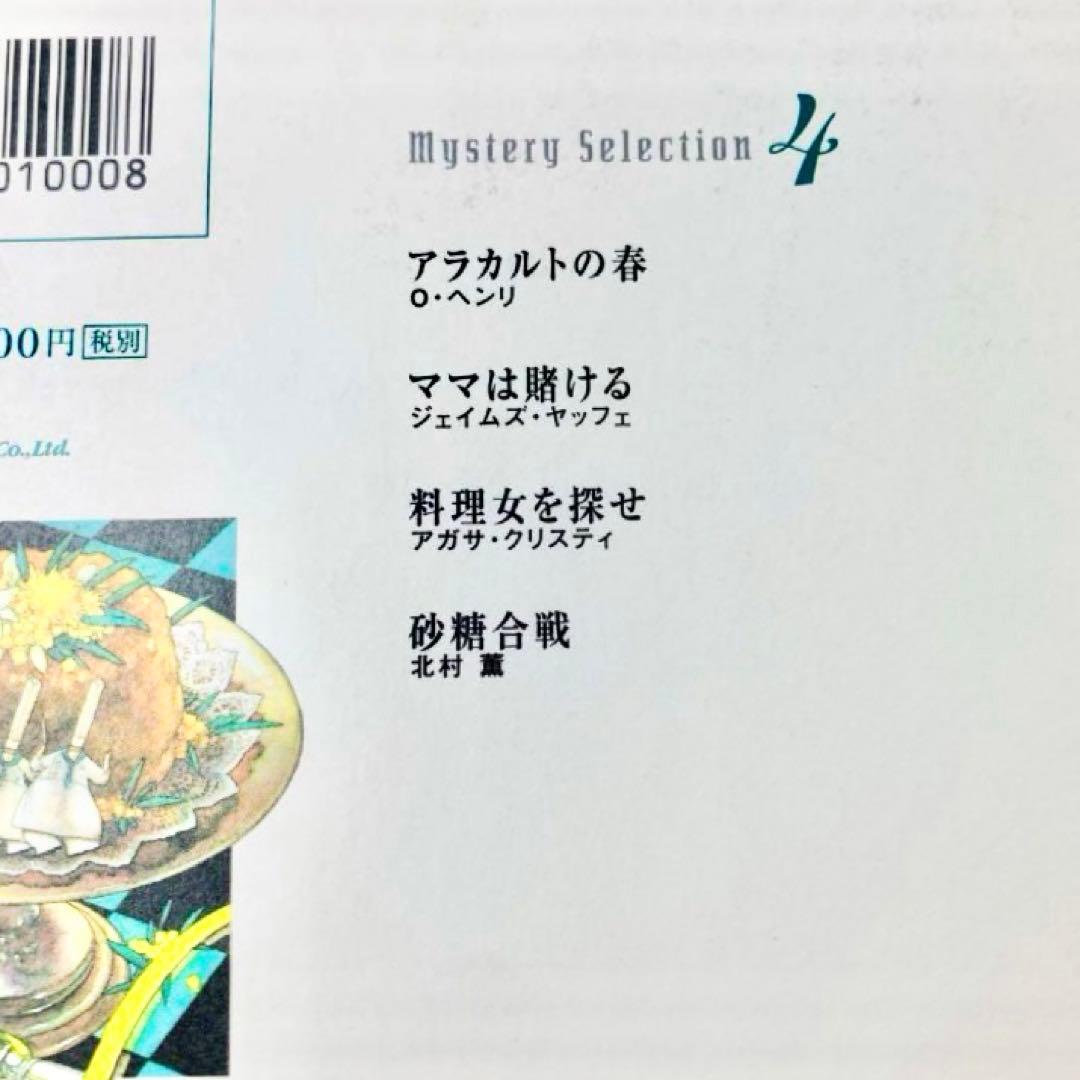 010008
00円 税別
Co.,Ltd.
Mystery Selection 4
アラカルトの春
O・ヘンリ
ママは賭ける
ジェイムズ・ヤッフェ
料理女を探せ
アガサ・クリスティ
砂糖合戦
北村 薫